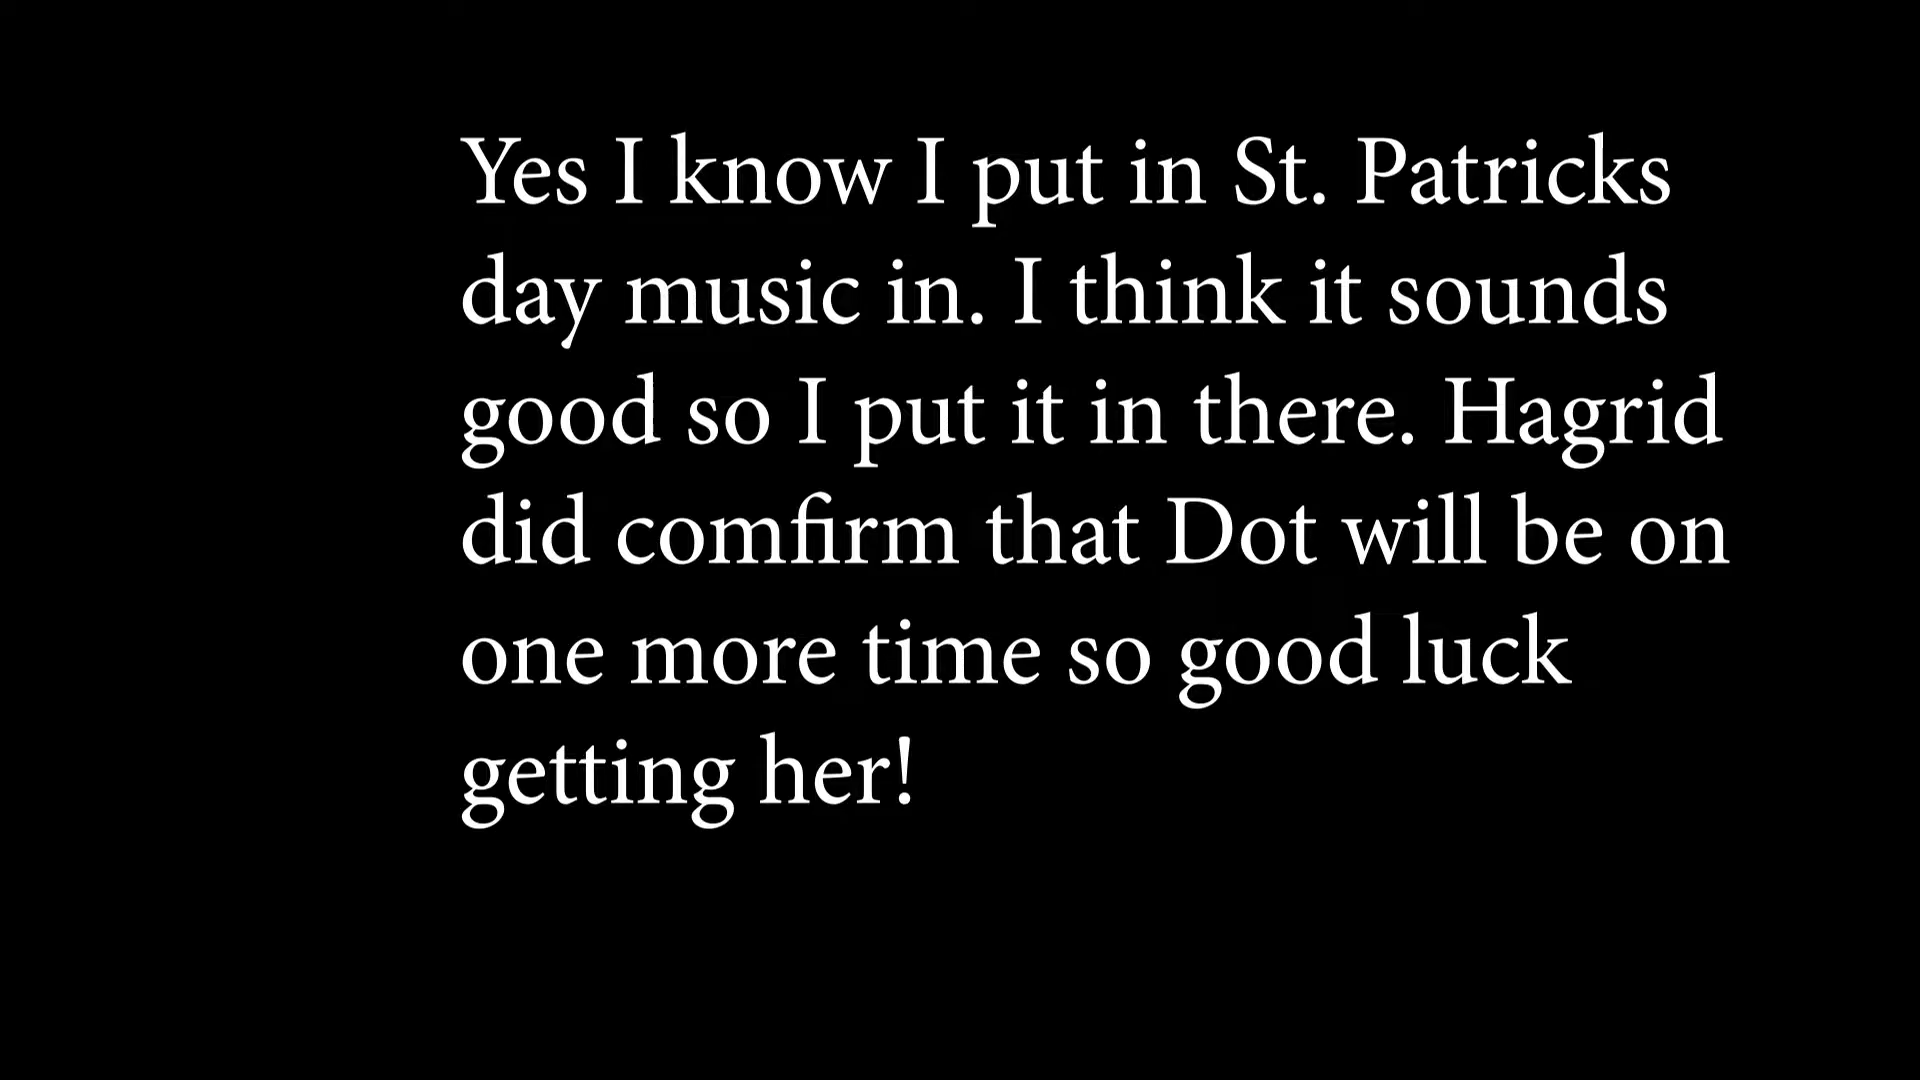 Yes I know I put in St. Patricks
day music in. I think it sounds
good so I put it in there. Hagrid
did comfirm that Dot will be on
one more time so good luck
getting her!